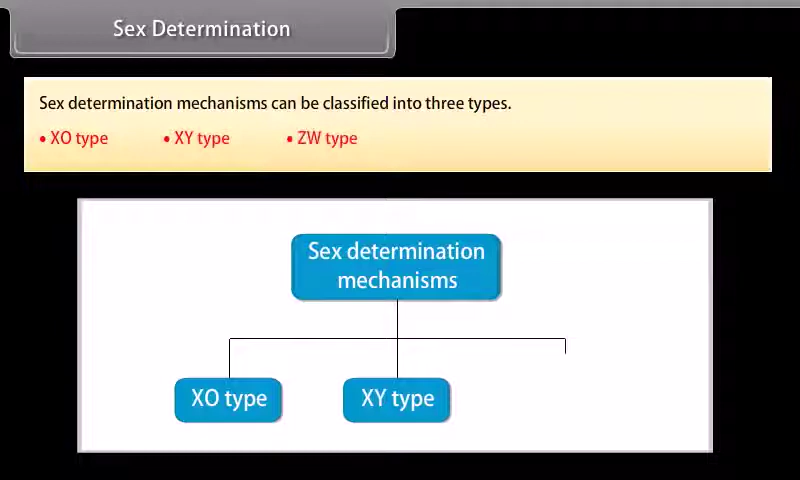 Sex Determination
Sex determination mechanisms can be classified into three types.
• XO type • XY type • ZW type
Sex determination
mechanisms
XO type XY type